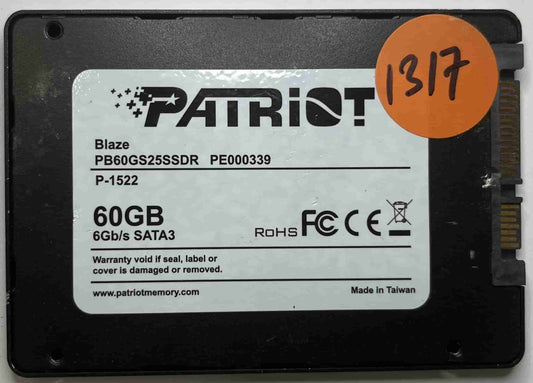 1317
PATRIOT
Blaze
PB60GS25SSDR PE000339
P-1522
60GB
6Gb/s SATA3
RoHS FC CE
Warranty void if seal, label or
cover is damaged or removed.
www.patriotmemory.com
Made in Taiwan